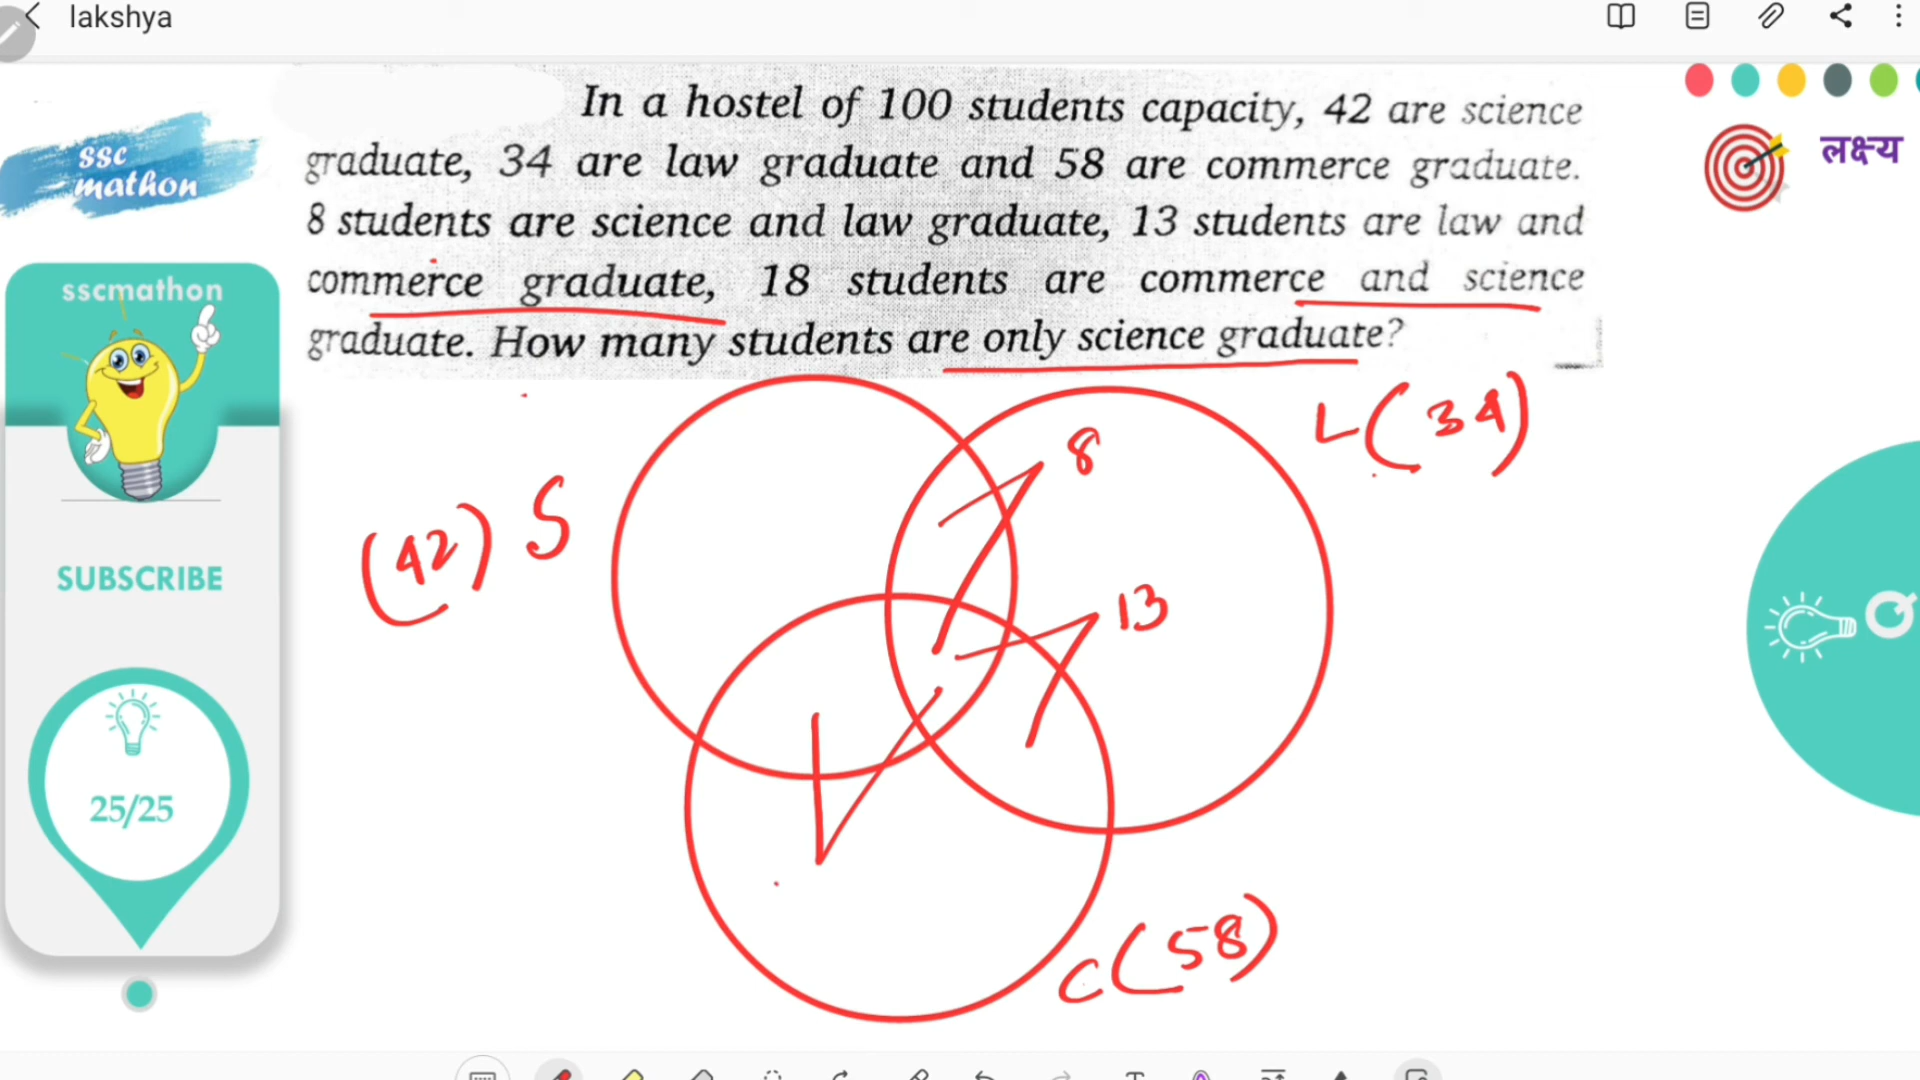 lakshya
In a hostel of 100 students capacity, 42 are science
graduate, 34 are law graduate and 58 are commerce graduate.
8 students are science and law graduate, 13 students are law and
commerce graduate, 18 students are commerce and science
graduate. How many students are only science graduate?
ssc
mathon
लक्ष्य
sscmathon
SUBSCRIBE
25/25
L(34)
8
(42) S
13
C(58)
Q